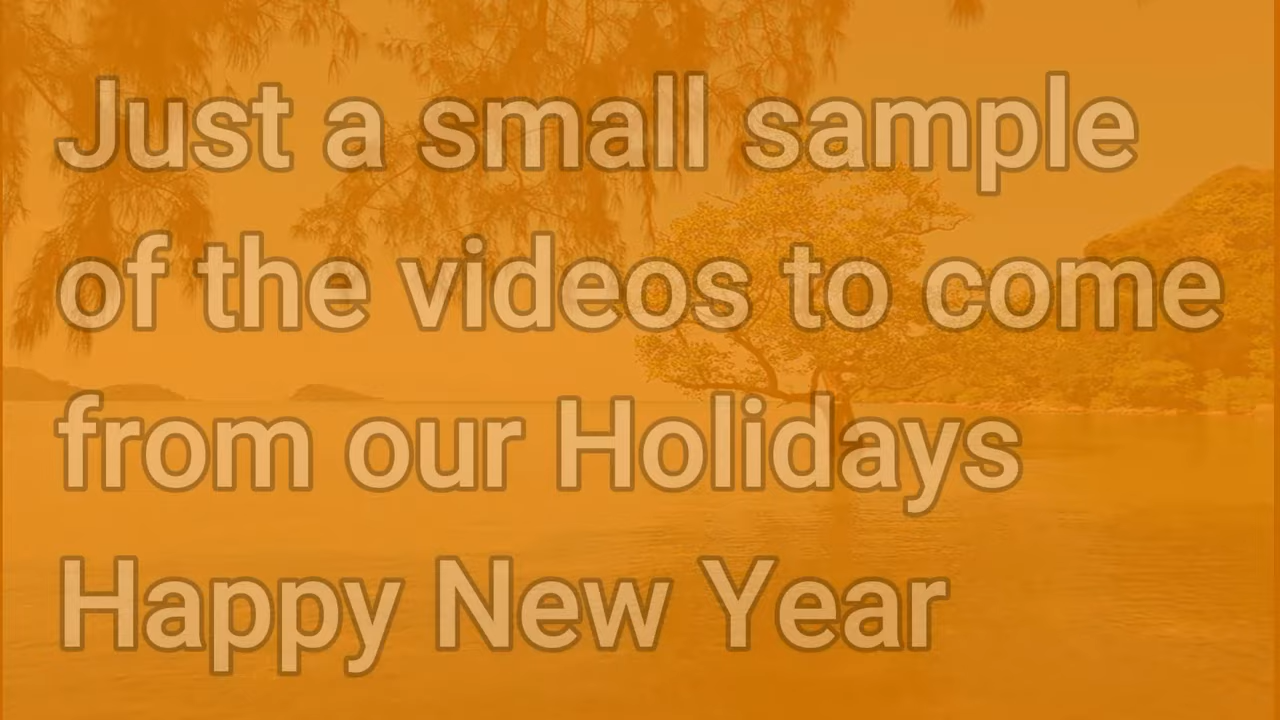 Just a small sample
of the videos to come
from our Holidays
Happy New Year